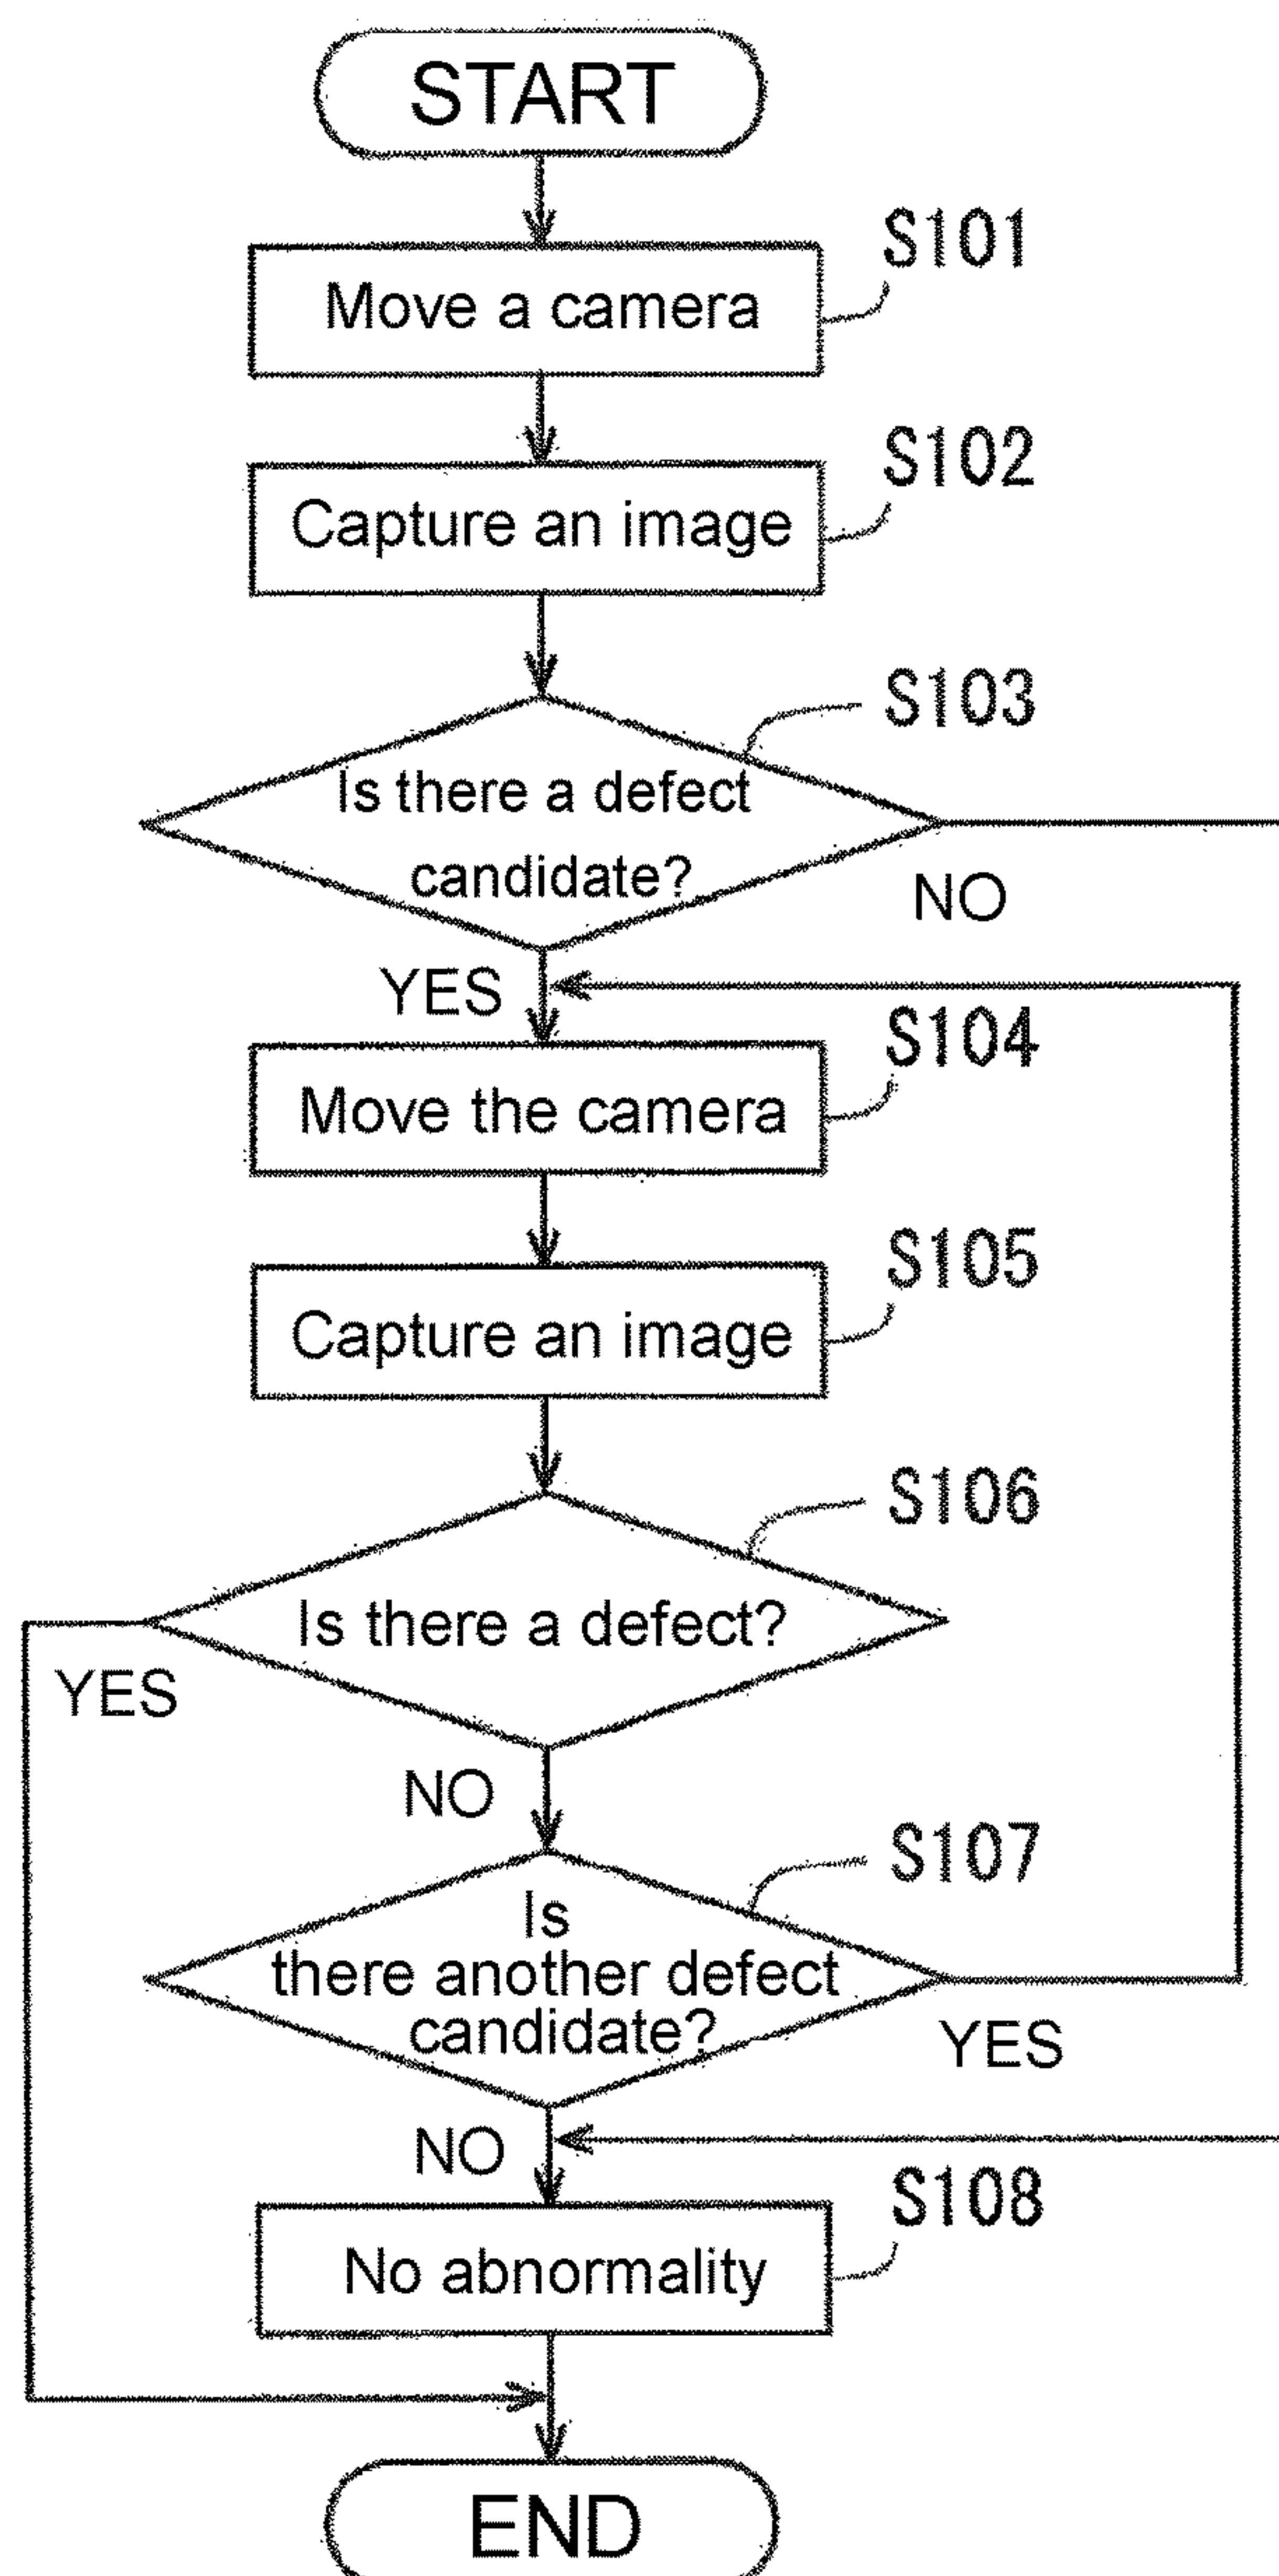 START
S101
Move a camera
S102
Capture an image
S103
Is there a defect
candidate?
NO
YES
S104
Move the camera
S105
Capture an image
S106
Is there a defect?
YES
NO
S107
Is
there another defect
candidate?
YES
NO
S108
No abnormality
END